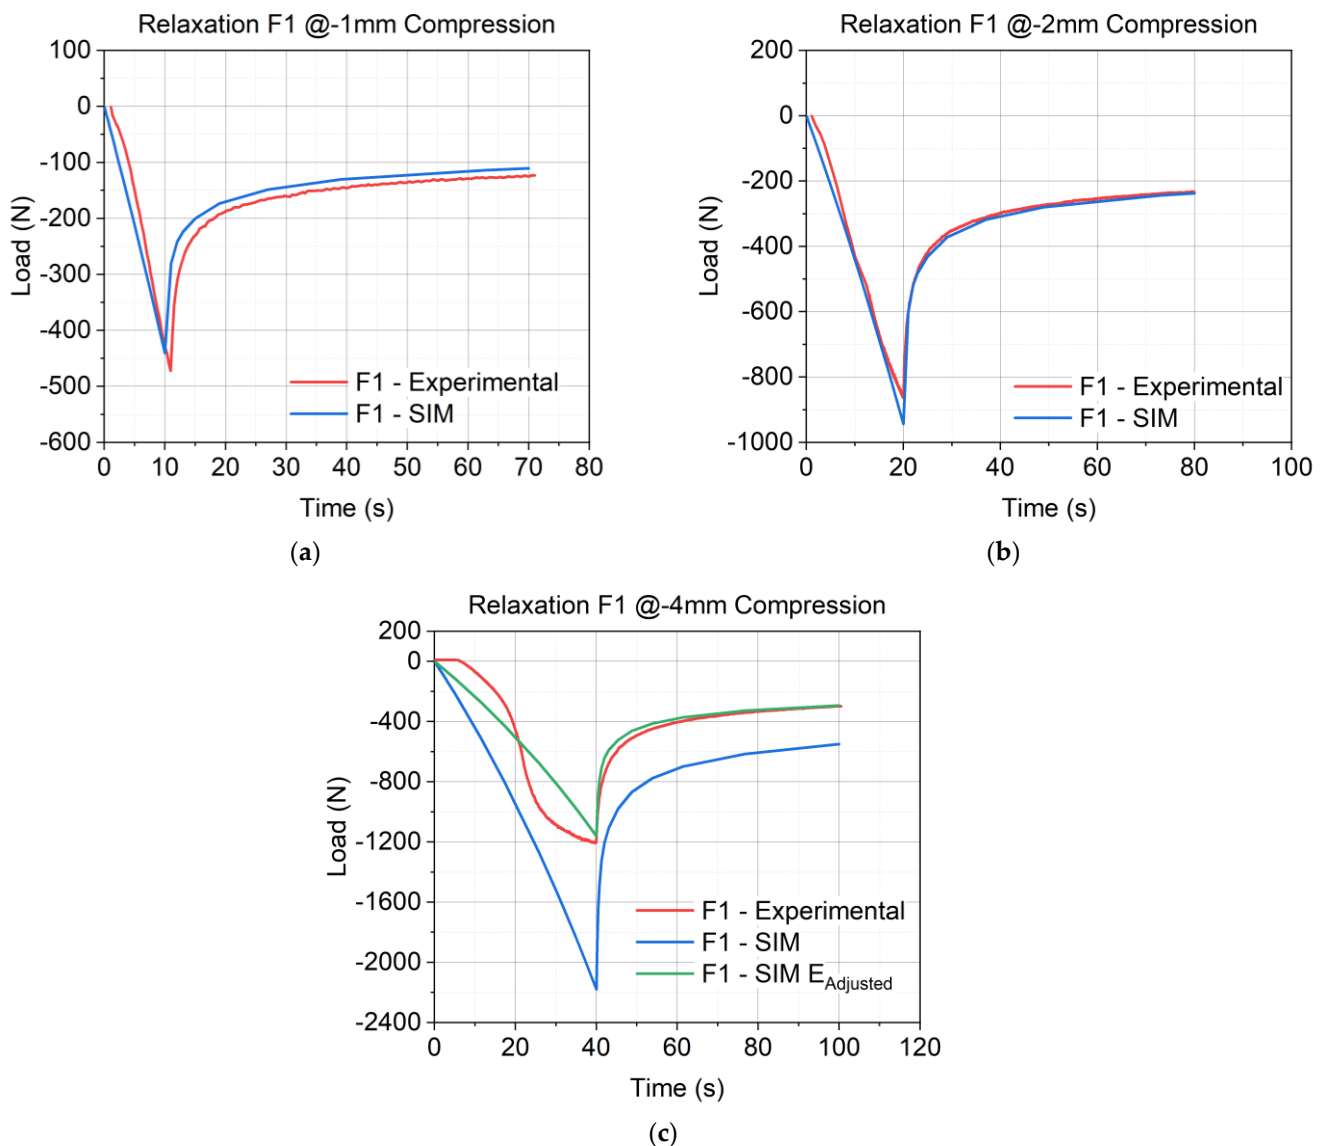 Relaxation F1 @-1mm Compression
100
0
-100
-200
-300
-400
-500
-600
Load (N)
F1 - Experimental
F1 - SIM
0 10 20 30 40 50 60 70 80
Time (s)
(a)
Relaxation F1 @-2mm Compression
200
0
-200
-400
-600
-800
-1000
Load (N)
F1 - Experimental
F1 - SIM
0 20 40 60 80 100
Time (s)
(b)
Relaxation F1 @-4mm Compression
200
0
-400
-800
-1200
-1600
-2000
-2400
Load (N)
F1 - Experimental
F1 - SIM
F1 - SIM E_Adjusted
0 20 40 60 80 100 120
Time (s)
(c)